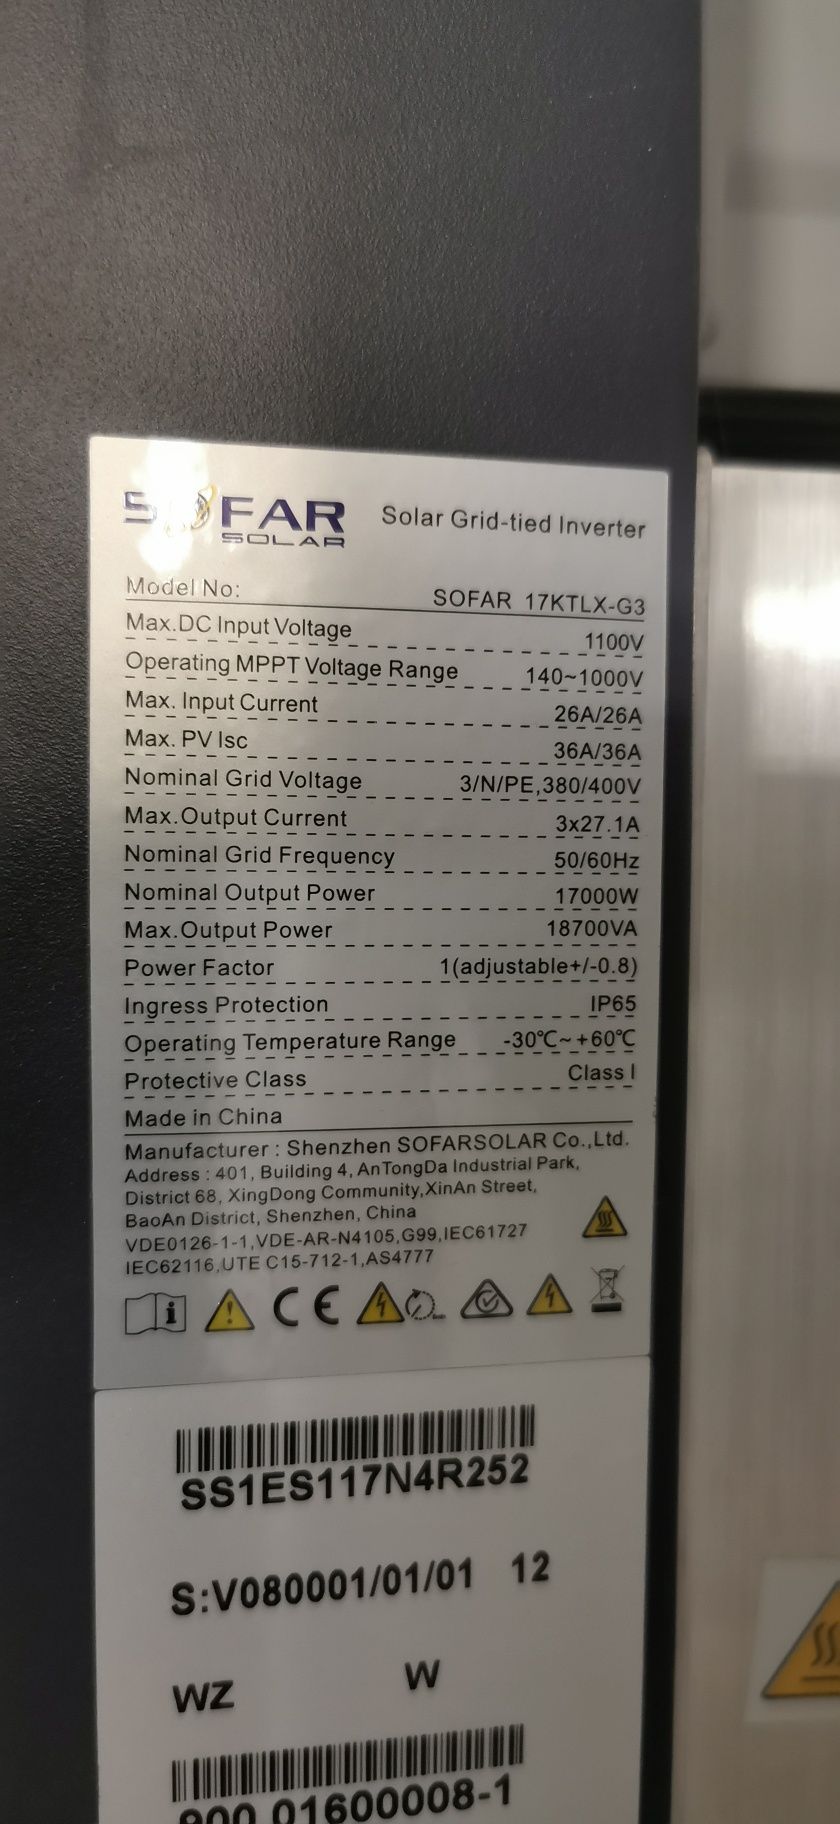 SOFAR
SOLAR
Solar Grid-tied Inverter
Model No: SOFAR 17KTLX-G3
Max.DC Input Voltage 1100V
Operating MPPT Voltage Range 140~1000V
Max. Input Current 26A/26A
Max. PV Isc 36A/36A
Nominal Grid Voltage 3/N/PE,380/400V
Max.Output Current 3x27.1A
Nominal Grid Frequency 50/60Hz
Nominal Output Power 17000W
Max.Output Power 18700VA
Power Factor 1(adjustable+/-0.8)
Ingress Protection IP65
Operating Temperature Range -30℃~+60℃
Protective Class Class I
Made in China
Manufacturer : Shenzhen SOFARSOLAR Co.,Ltd.
Address : 401, Building 4, AnTongDa Industrial Park,
District 68, XingDong Community,XinAn Street,
BaoAn District, Shenzhen, China
VDE0126-1-1,VDE-AR-N4105,G99,IEC61727
IEC62116,UTE C15-712-1,AS4777
CE
SS1ES117N4R252
S:V080001/01/01 12
WZ W
900.01600008-1